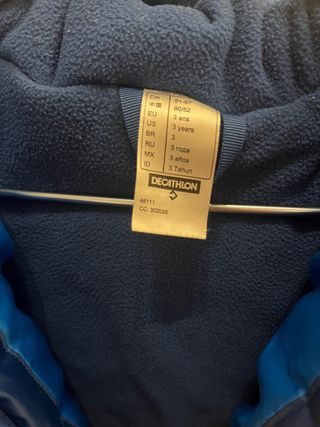 Cm 91-97
中国 90/52
EU 3 ans
US 3 years
BR 3
RU 3 года
MX 3 años
ID 3 Tahun
DECATHLON
46111
CC: 302026